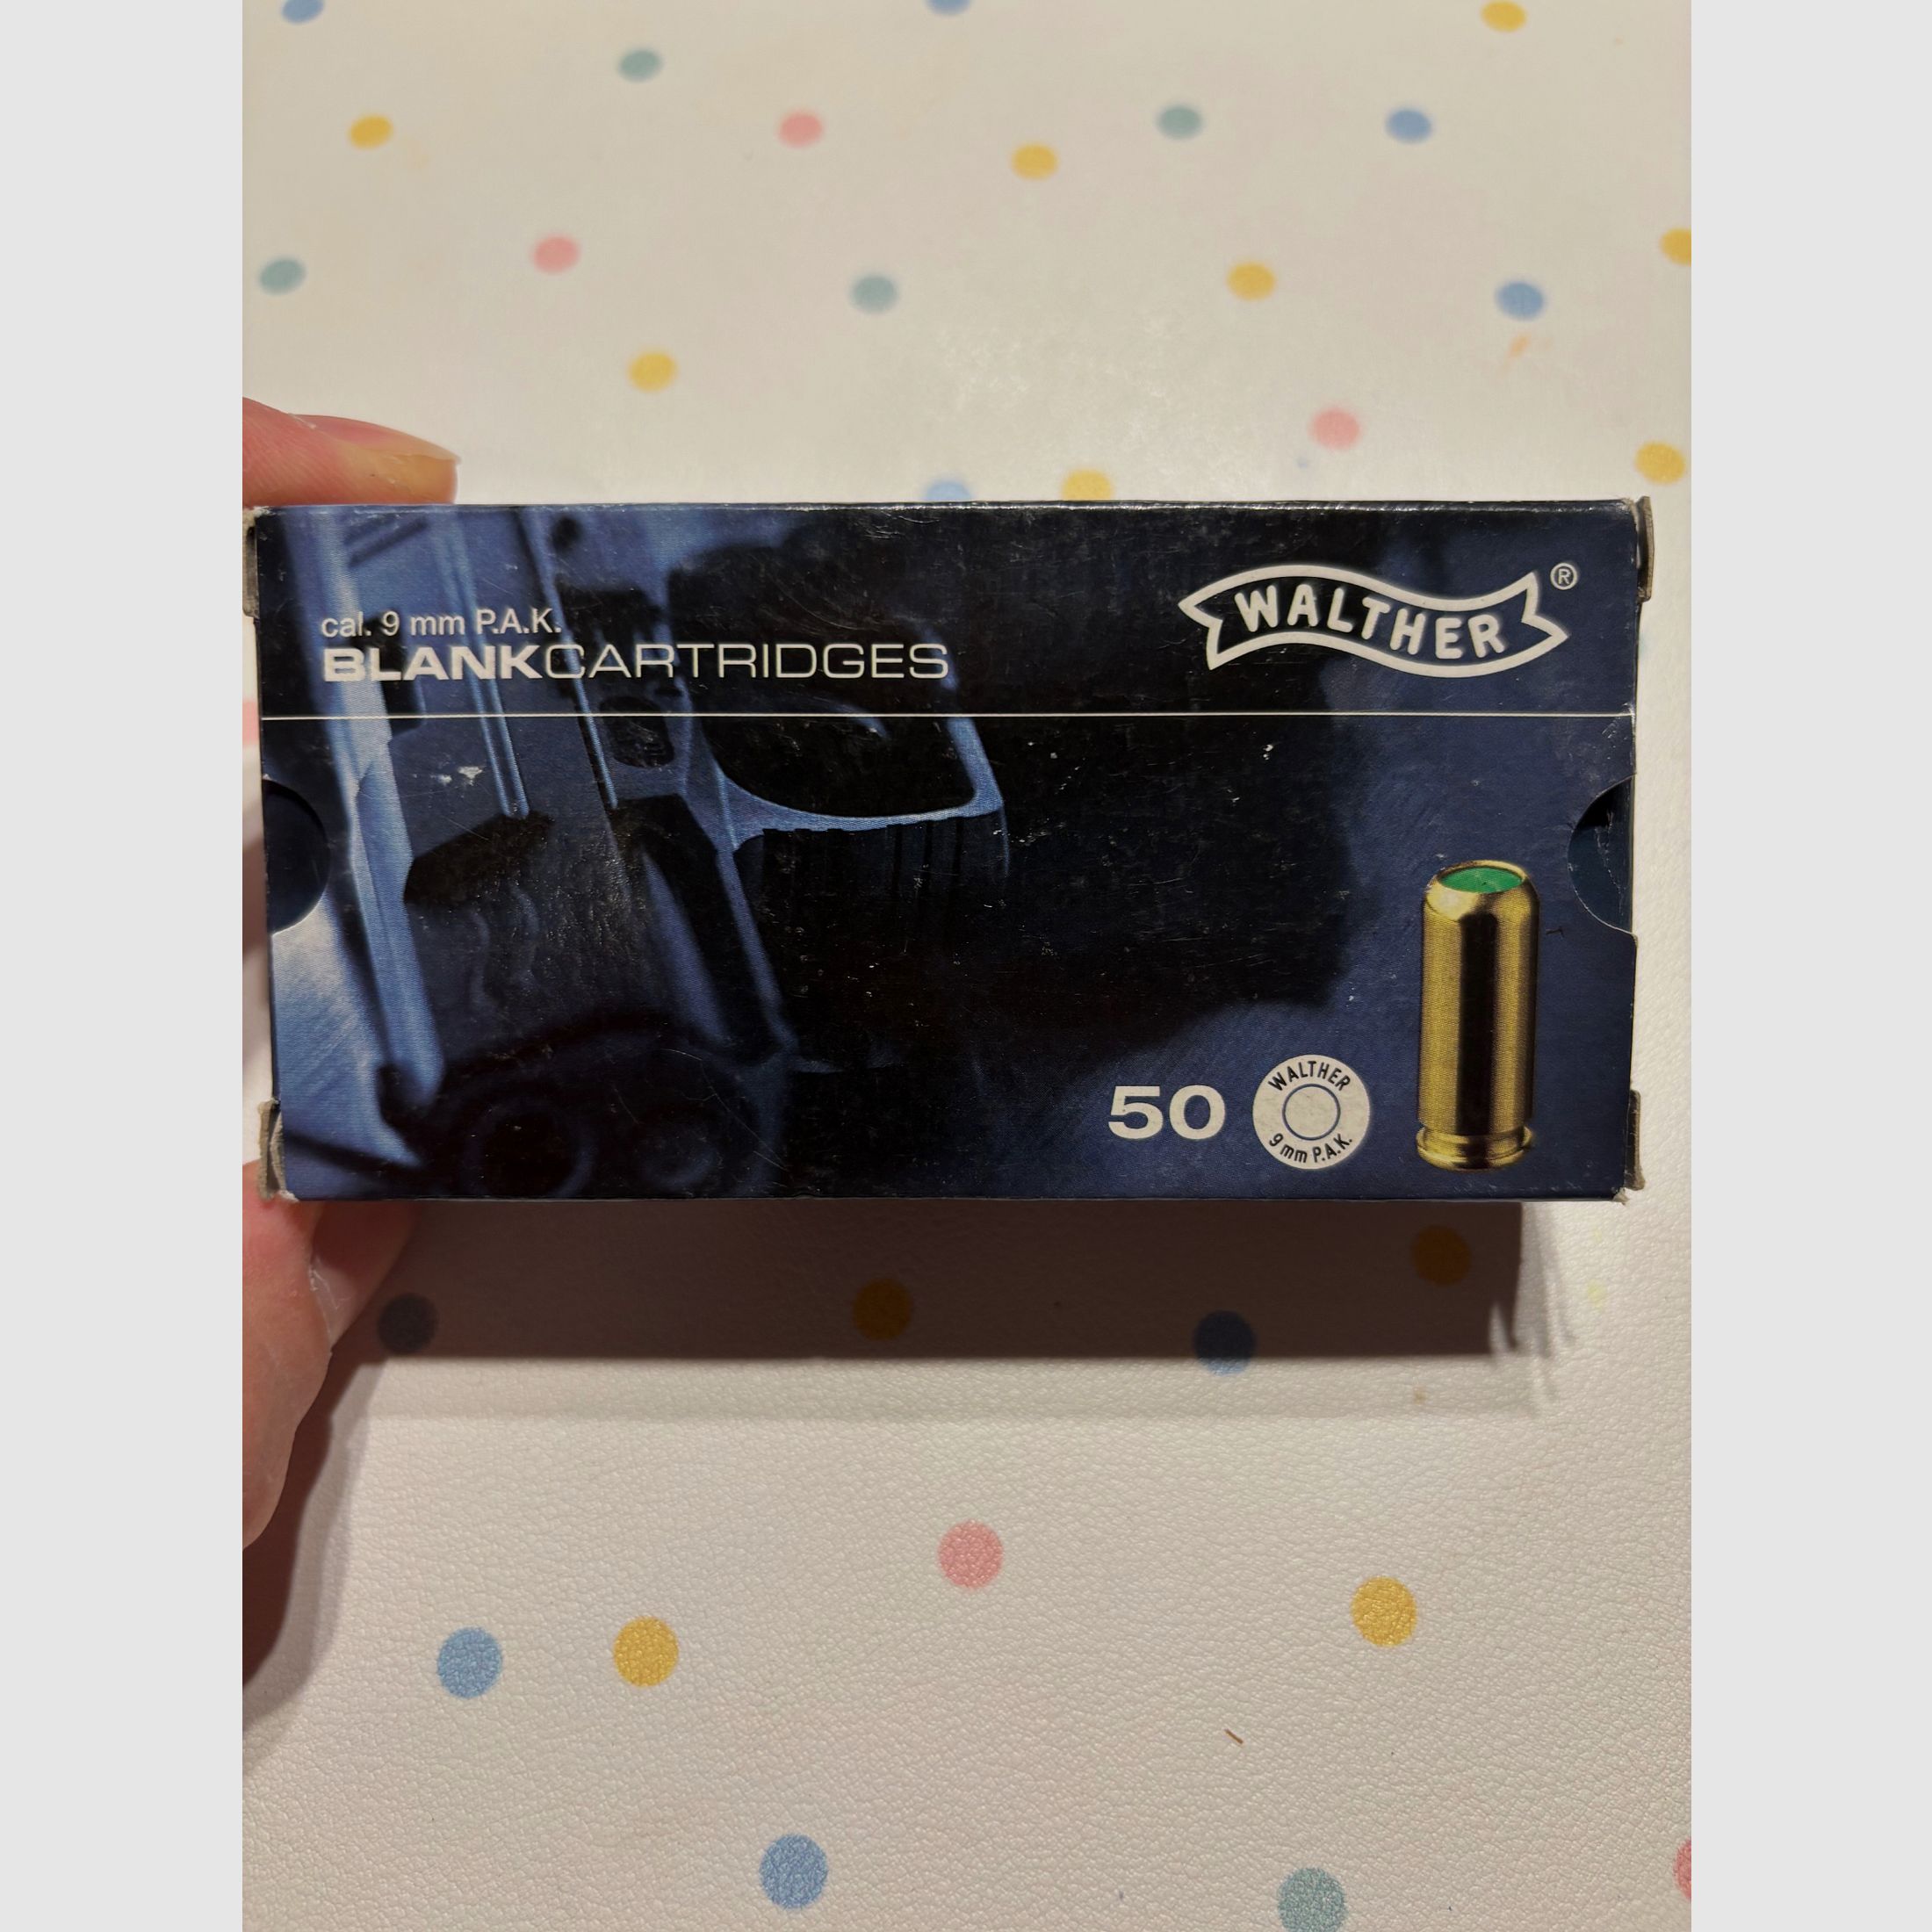 cal. 9 mm P.A.K.
BLANKCARTRIDGES
WALTHER®
50
WALTHER
9 mm P.A.K.